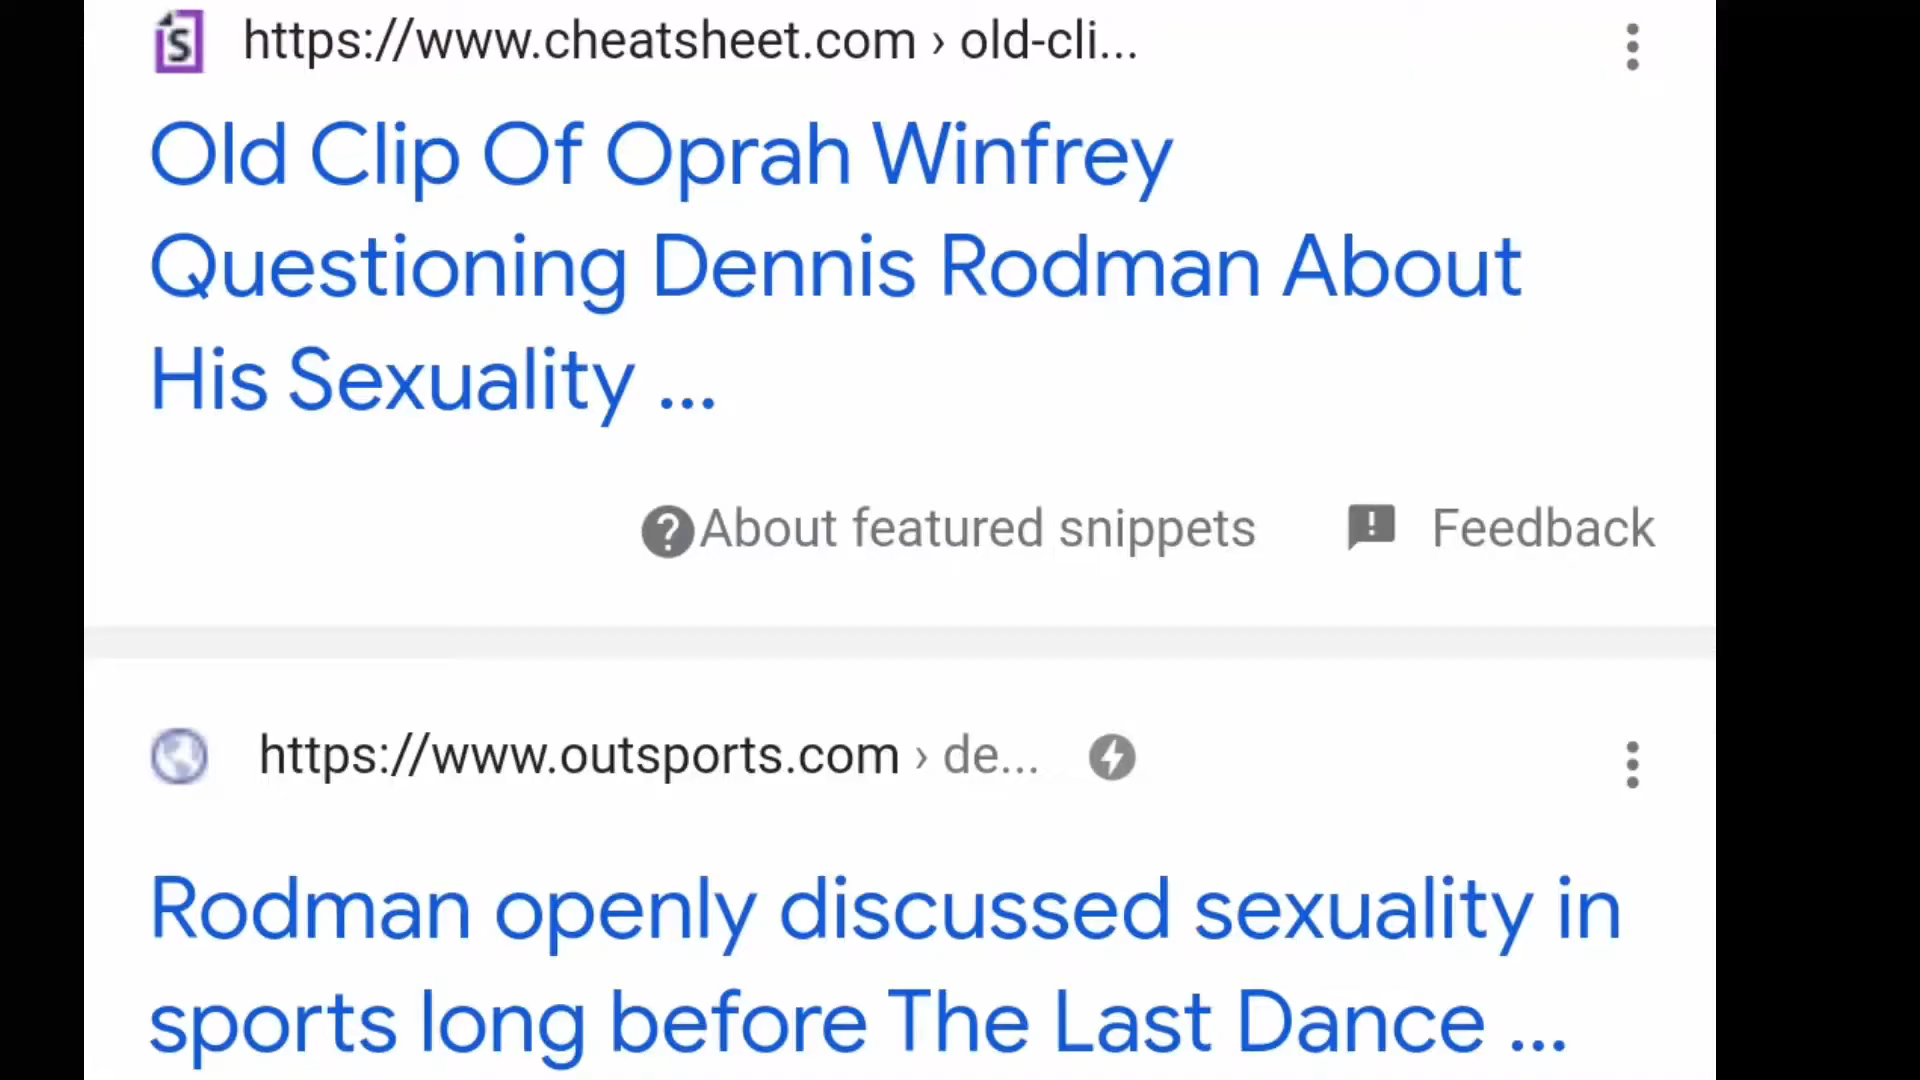 https://www.cheatsheet.com › old-cli...
Old Clip Of Oprah Winfrey
Questioning Dennis Rodman About
His Sexuality ...
About featured snippets Feedback
https://www.outsports.com › de...
Rodman openly discussed sexuality in
sports long before The Last Dance ...